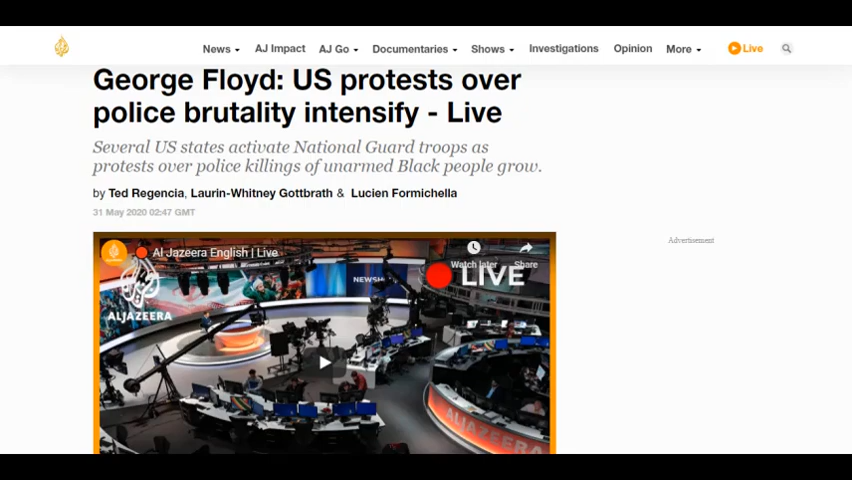 News AJ Impact AJ Go Documentaries Shows Investigations Opinion More Live
George Floyd: US protests over
police brutality intensify - Live
Several US states activate National Guard troops as
protests over police killings of unarmed Black people grow.
by Ted Regencia, Laurin-Whitney Gottbrath & Lucien Formichella
31 May 2020 02:47 GMT
Advertisement
Al Jazeera English | Live
Watch later Share
NEWSH
LIVE
ALJAZEERA
ALJAZEERA